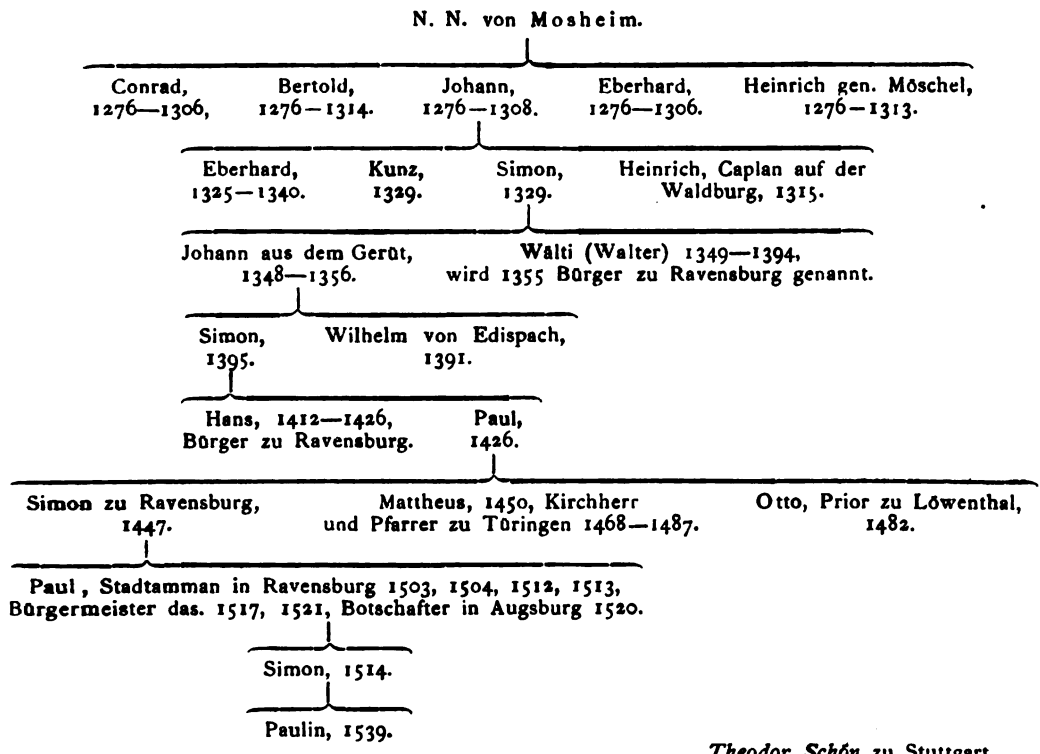 N. N. von Mosheim.
Conrad, Bertold, Johann, Eberhard, Heinrich gen. Möschel,
1276—1306, 1276—1314. 1276—1308. 1276—1306. 1276—1313.
Eberhard, Kunz, Simon, Heinrich, Caplan auf der
1325—1340. 1329. 1329. Waldburg, 1315.
Johann aus dem Gerüt, Wälti (Walter) 1349—1394,
1348—1356. wird 1355 Bürger zu Ravensburg genannt.
Simon, Wilhelm von Edispach,
1395. 1391.
Hans, 1412—1426, Paul,
Bürger zu Ravensburg. 1426.
Simon zu Ravensburg, Mattheus, 1450, Kirchherr Otto, Prior zu Löwenthal,
1447. und Pfarrer zu Türingen 1468—1487. 1482.
Paul, Stadtamman in Ravensburg 1503, 1504, 1512, 1513,
Bürgermeister das. 1517, 1521, Botschafter in Augsburg 1520.
Simon, 1514.
Paulin, 1539.
Theodor Schön zu Stuttgart